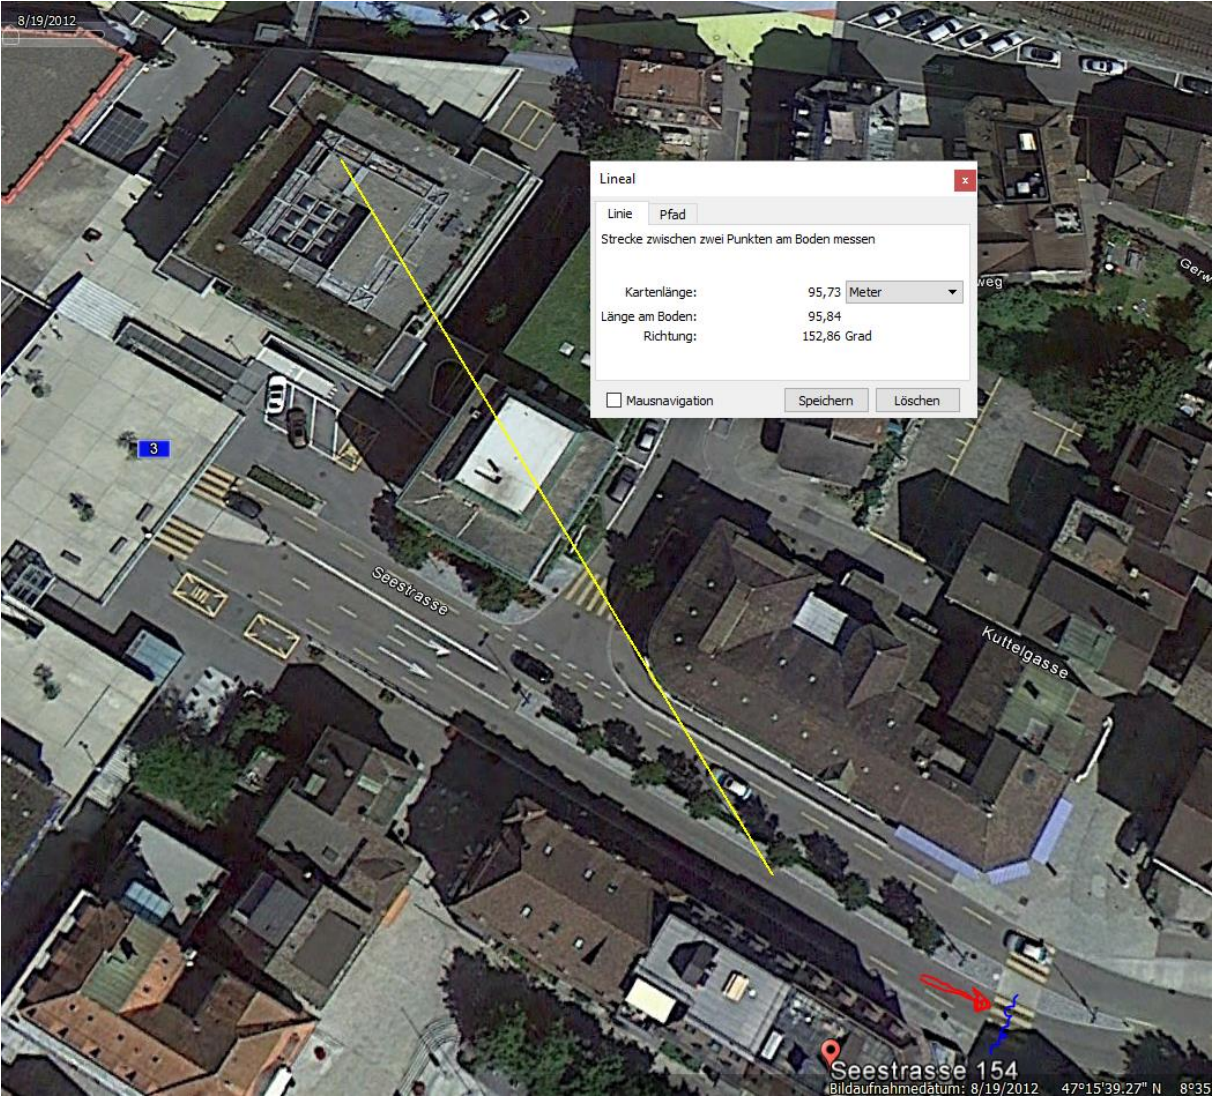 8/19/2012
Lineal
x
Linie Pfad
Strecke zwischen zwei Punkten am Boden messen
Kartenlänge: 95,73 Meter
Länge am Boden: 95,84
Richtung: 152,86 Grad
Mausnavigation Speichern Löschen
weg
Gerw
3
Seestrasse
Kuttelgasse
Seestrasse 154
Bildaufnahmedatum: 8/19/2012 47°15'39.27" N 8°35